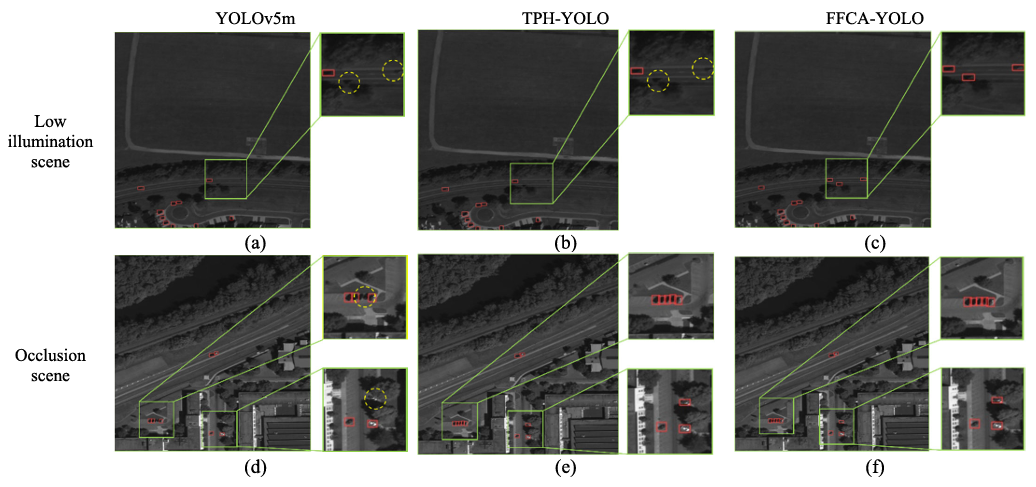 YOLOv5m TPH-YOLO FFCA-YOLO
Low
illumination
scene
(a) (b) (c)
Occlusion
scene
(d) (e) (f)